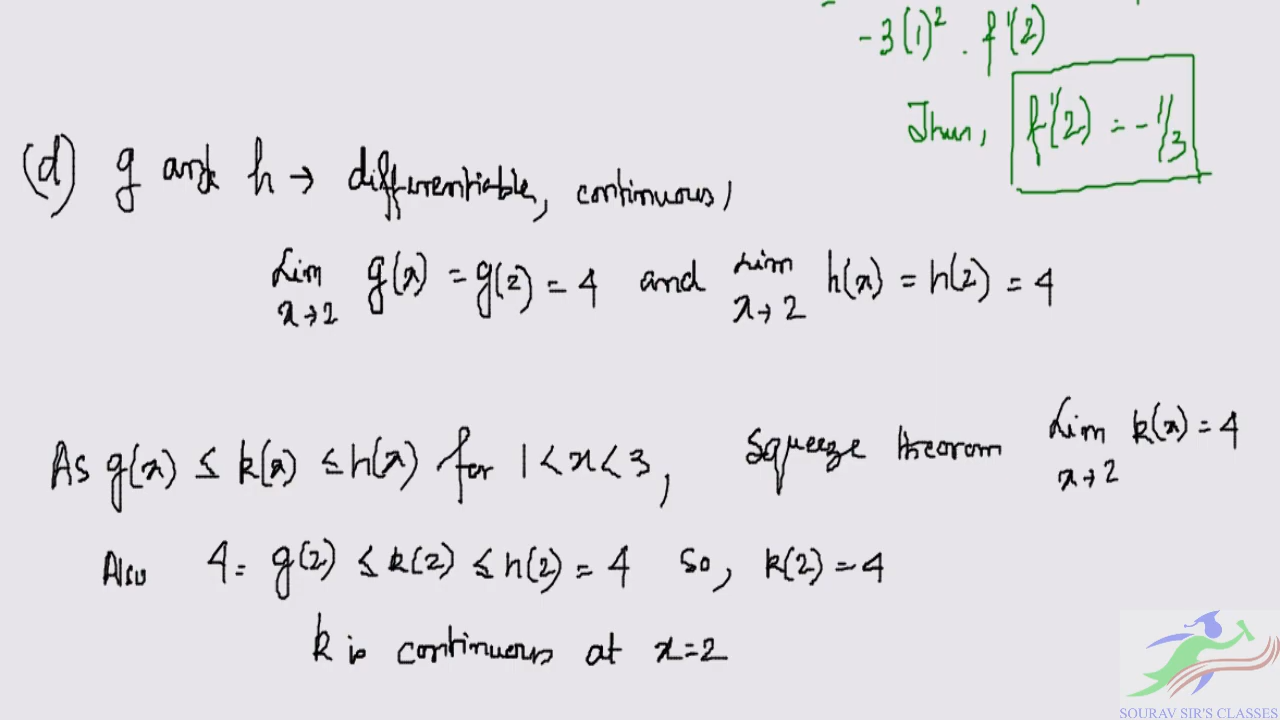 -3(1)² . f'(2)
Thus, f'(2) = -1/3
(d) g and h → differentiable, continuous,
Lim x→2 g(x) = g(2) = 4 and Lim x→2 h(x) = h(2) = 4
As g(x) ≤ k(x) ≤ h(x) for 1 < x < 3, Squeeze theorem Lim x→2 k(x) = 4
Also 4 = g(2) ≤ k(2) ≤ h(2) = 4 So, k(2) = 4
k is continuous at x=2
SOURAV SIR'S CLASSES